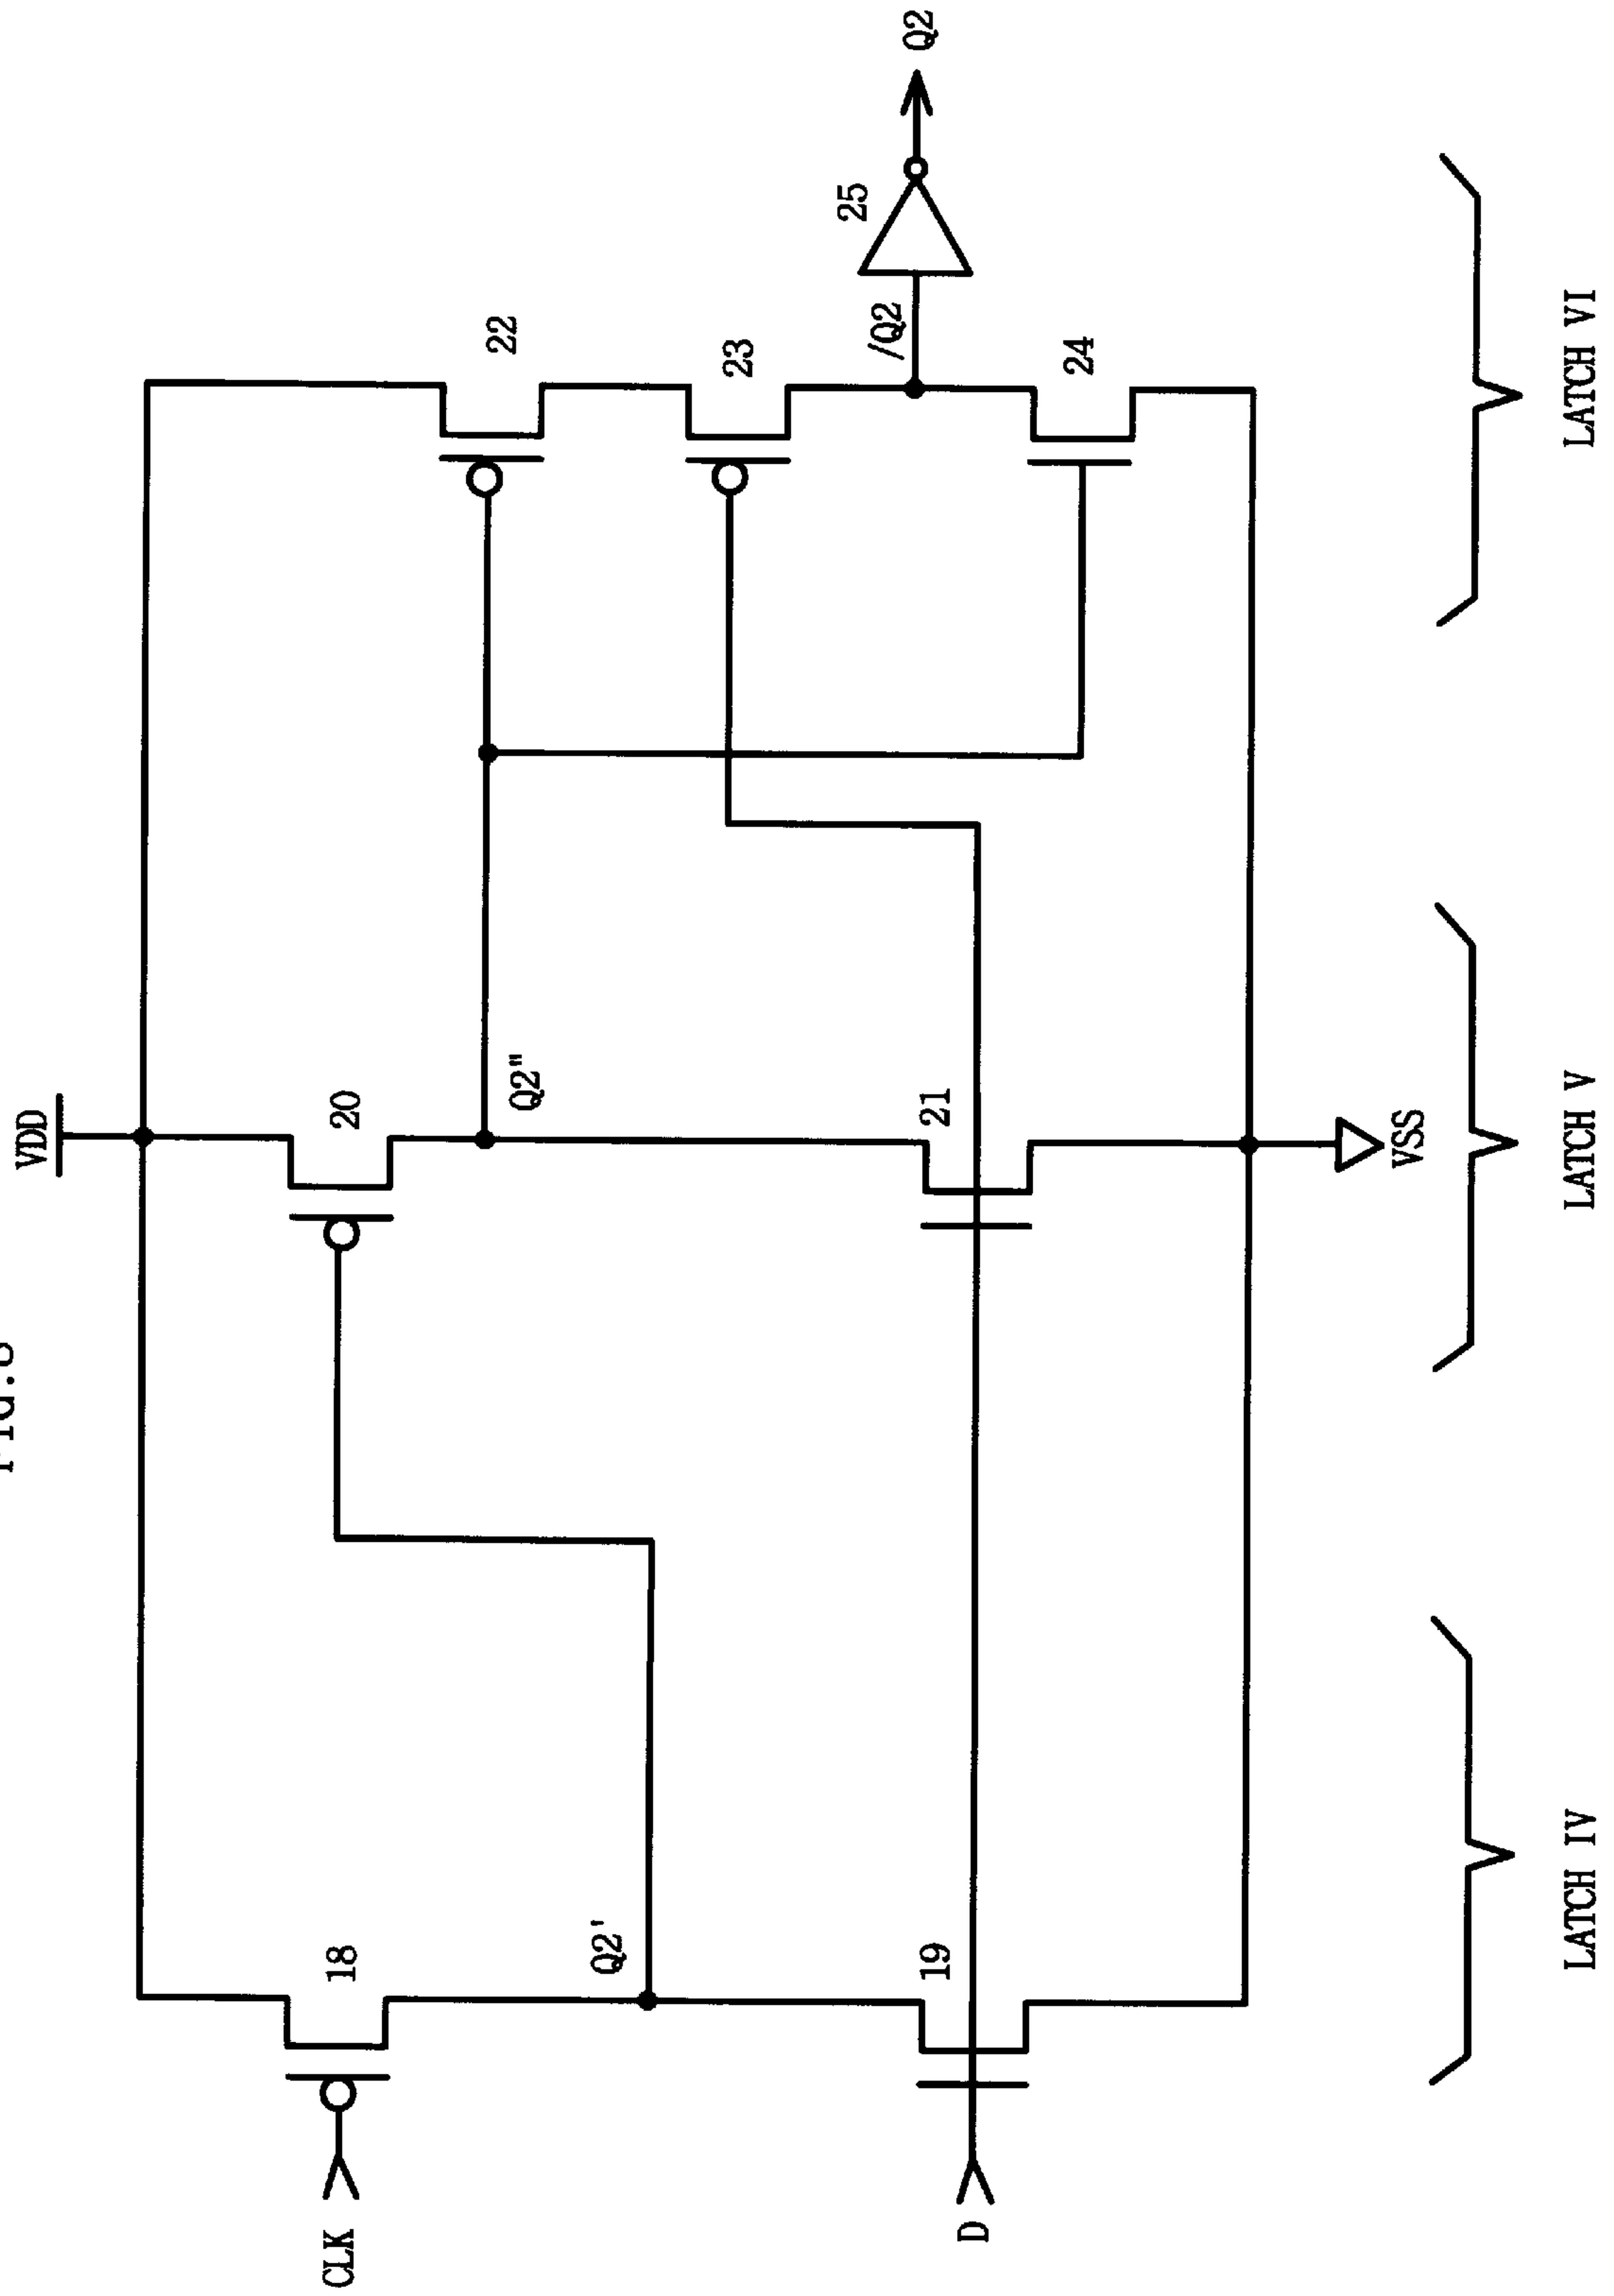 VDD
20
22
18
Q2"
23
Q2'
/Q2
25
Q2
CLK
19
21
24
D
VSS
LATCH IV
LATCH V
LATCH VI